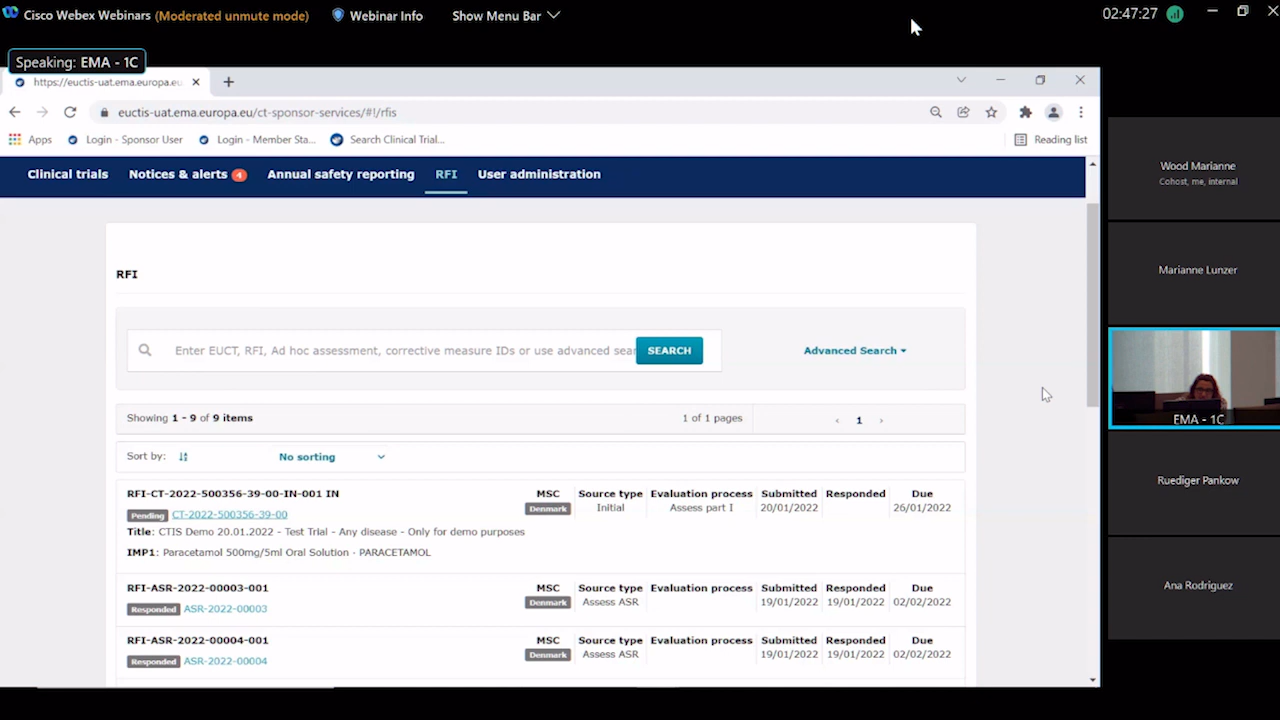 Cisco Webex Webinars (Moderated unmute mode) Webinar Info Show Menu Bar 02:47:27
Speaking: EMA - 1C
https://euctis-uat.ema.europa.eu
euctis-uat.ema.europa.eu/ct-sponsor-services/#!/rfis
Apps Login - Sponsor User Login - Member Sta... Search Clinical Trial... Reading list
Clinical trials Notices & alerts 4 Annual safety reporting RFI User administration
RFI
Enter EUCT, RFI, Ad hoc assessment, corrective measure IDs or use advanced sear SEARCH Advanced Search
Showing 1 - 9 of 9 items 1 of 1 pages ‹ 1 ›
Sort by: No sorting
RFI-CT-2022-500356-39-00-IN-001 IN MSC Source type Evaluation process Submitted Responded Due
Pending CT-2022-500356-39-00 Denmark Initial Assess part I 20/01/2022 26/01/2022
Title: CTIS Demo 20.01.2022 - Test Trial - Any disease - Only for demo purposes
IMP1: Paracetamol 500mg/5ml Oral Solution - PARACETAMOL
RFI-ASR-2022-00003-001 MSC Source type Evaluation process Submitted Responded Due
Responded ASR-2022-00003 Denmark Assess ASR 19/01/2022 19/01/2022 02/02/2022
RFI-ASR-2022-00004-001 MSC Source type Evaluation process Submitted Responded Due
Responded ASR-2022-00004 Denmark Assess ASR 19/01/2022 19/01/2022 02/02/2022
Wood Marianne
Cohost, me, internal
Marianne Lunzer
EMA - 1C
Ruediger Pankow
Ana Rodriguez